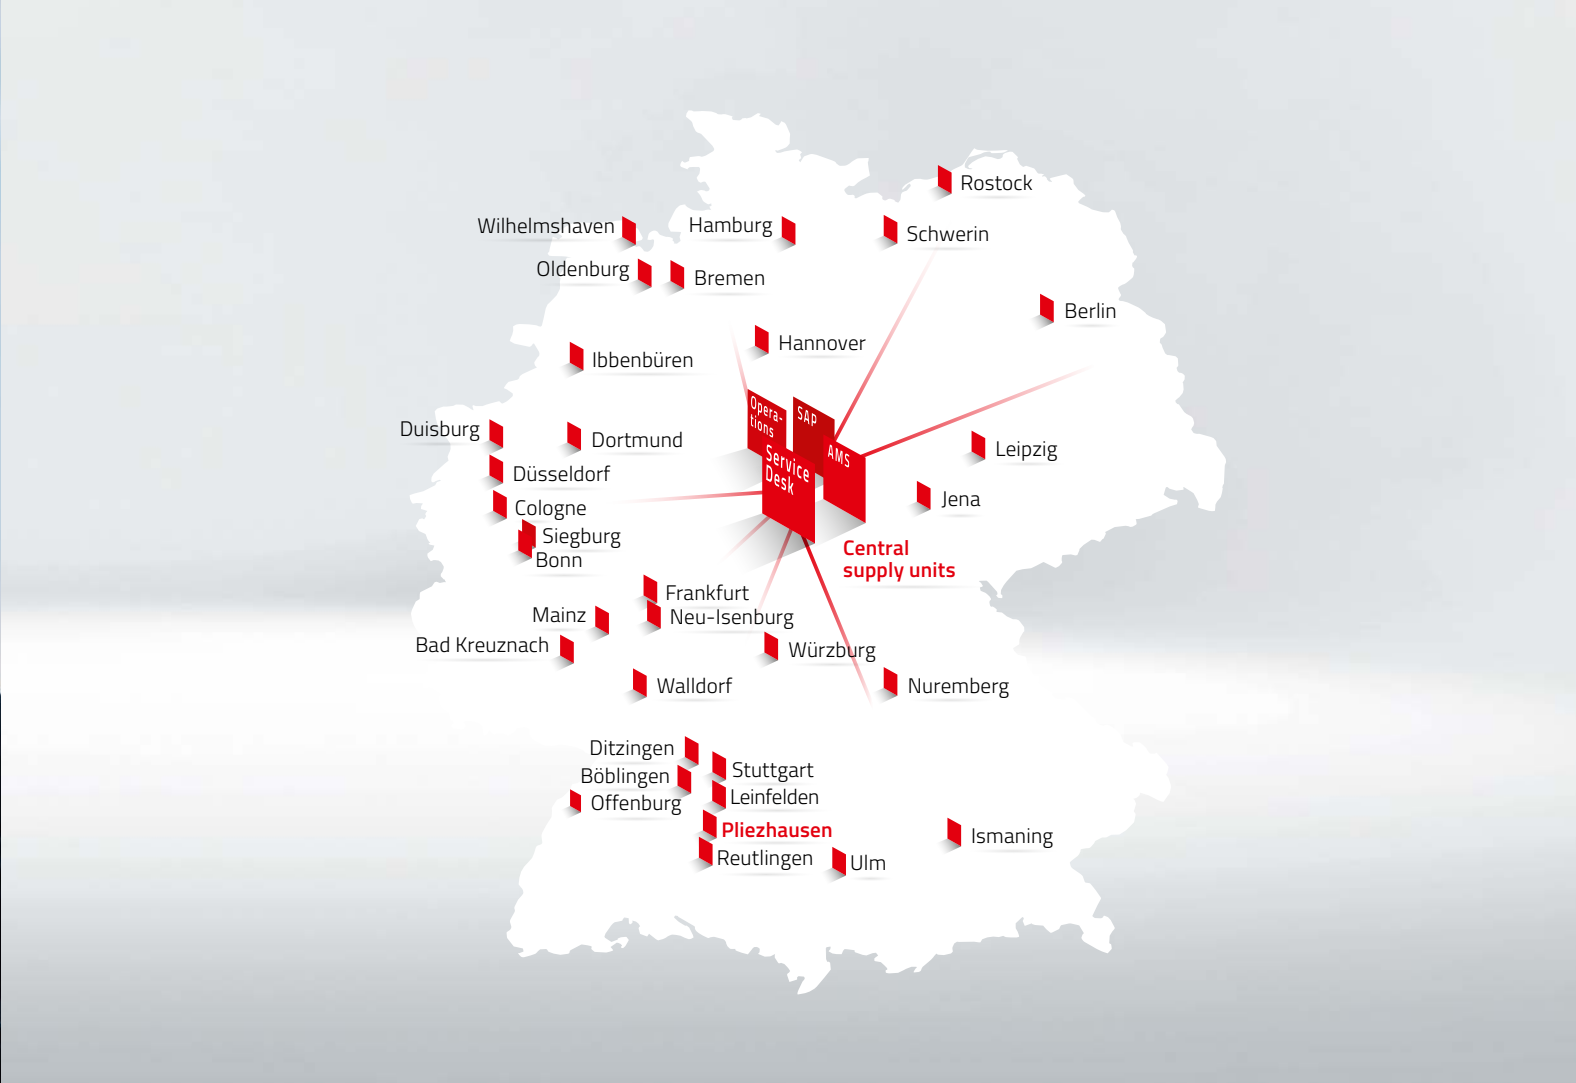 Rostock
Wilhelmshaven
Hamburg
Schwerin
Oldenburg
Bremen
Berlin
Hannover
Ibbenbüren
Opera-
tions
SAP
Duisburg
Dortmund
AMS
Leipzig
Service
Desk
Düsseldorf
Jena
Cologne
Siegburg
Bonn
Central
supply units
Frankfurt
Mainz
Neu-Isenburg
Bad Kreuznach
Würzburg
Walldorf
Nuremberg
Ditzingen
Stuttgart
Böblingen
Leinfelden
Offenburg
Pliezhausen
Ismaning
Reutlingen
Ulm